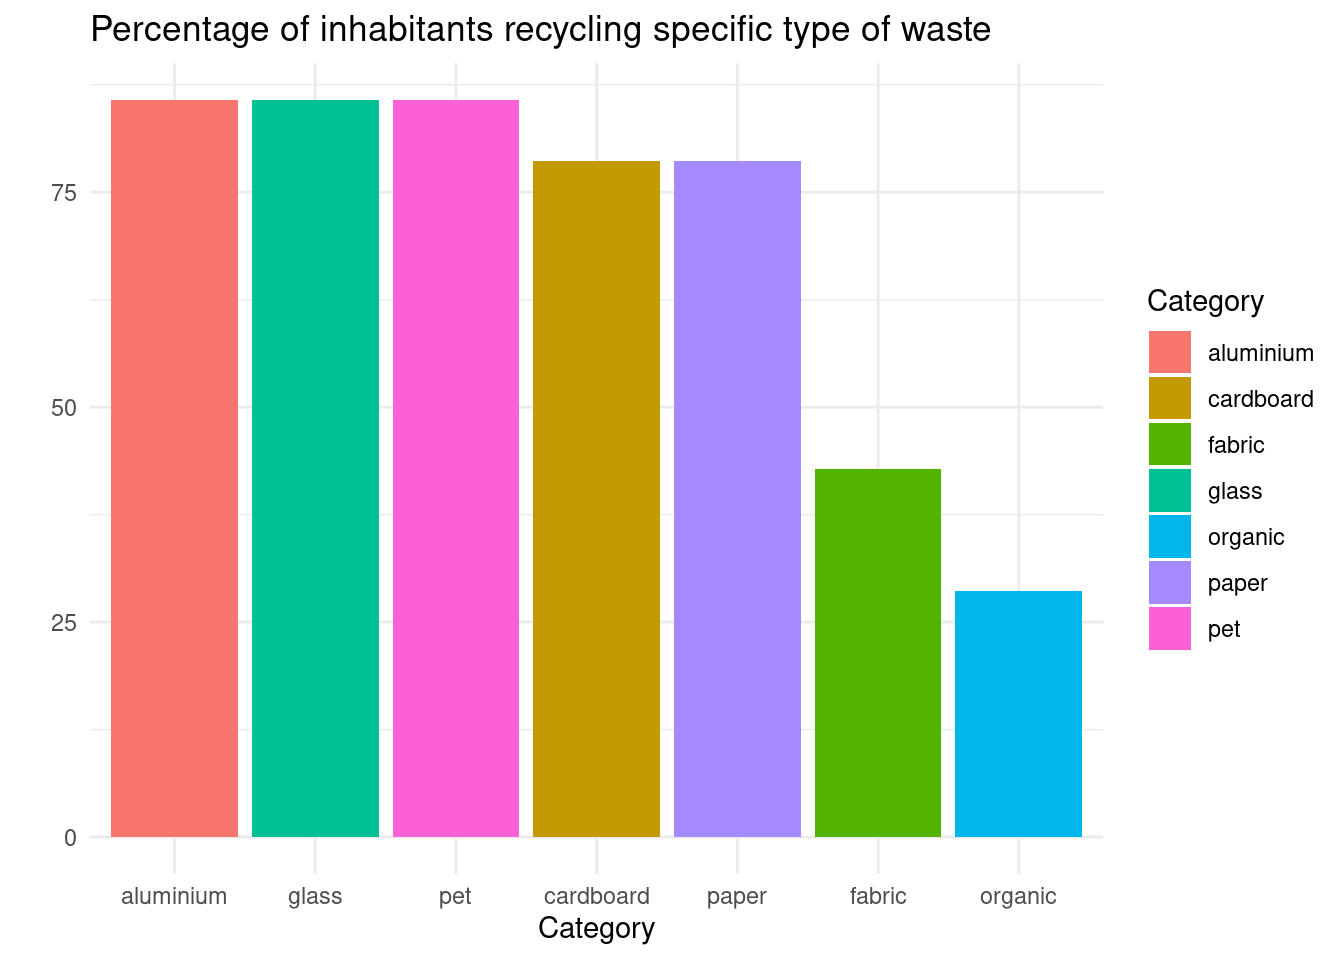 Percentage of inhabitants recycling specific type of waste
75
50
25
0
aluminium glass pet cardboard paper fabric organic
Category
Category
aluminium
cardboard
fabric
glass
organic
paper
pet